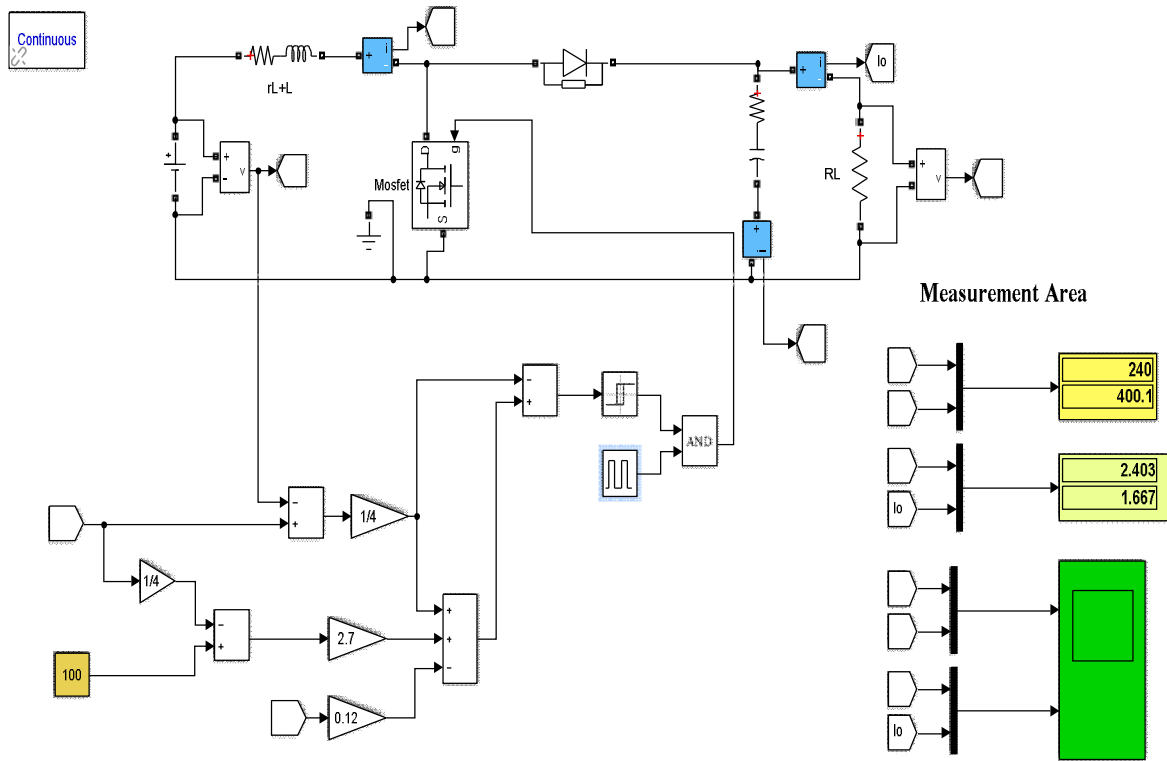 Continuous
rL+L
+
i
-
+
i
-
Io
+
+
-
v
D
g
Mosfet
S
RL
+
+
-
v
+
i
-
Measurement Area
240
400.1
-
+
AND
2.403
Io
1.667
-
+
1/4
1/4
-
+
2.7
+
+
-
100
0.12
Io